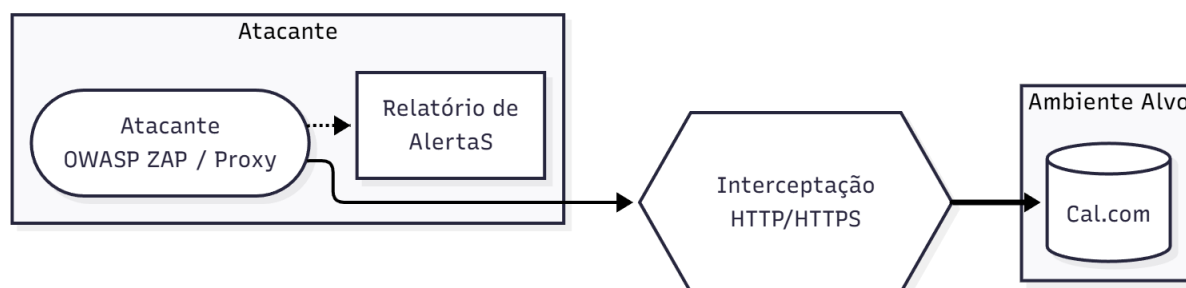 Atacante
Relatório de
AlertaS
Atacante
OWASP ZAP / Proxy
Interceptação
HTTP/HTTPS
Ambiente Alvo
Cal.com